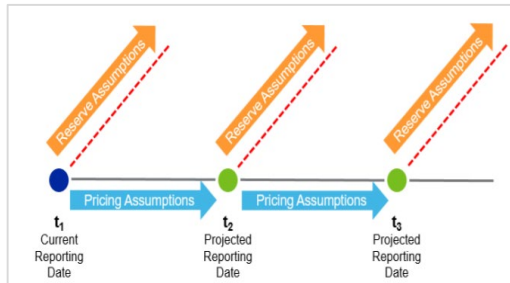 Reserve Assumptions
Reserve Assumptions
Reserve Assumptions
Pricing Assumptions
Pricing Assumptions
t1
Current
Reporting
Date
t2
Projected
Reporting
Date
t3
Projected
Reporting
Date